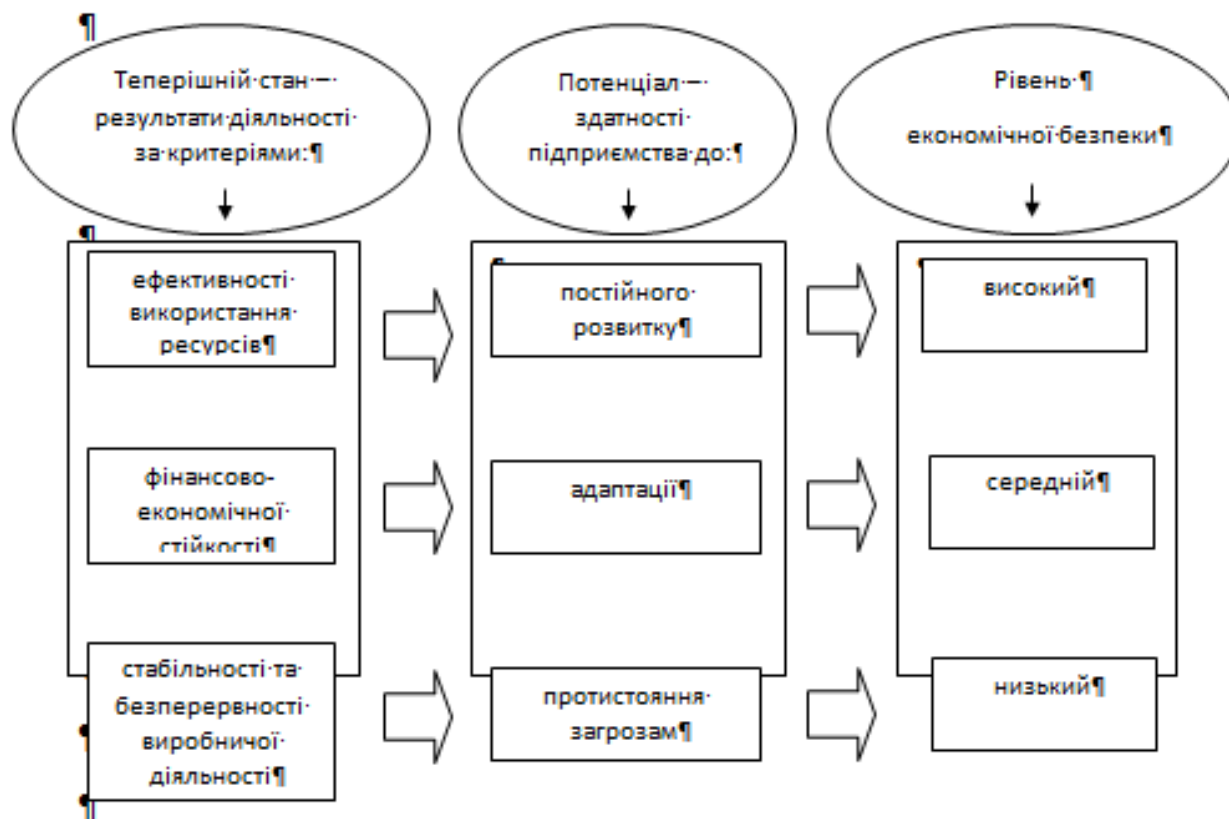 Теперішній стан –
результати діяльності
за критеріями:¶
Потенціал –
здатності
підприємства до:¶
Рівень ¶
економічної безпеки¶
ефективності
використання
ресурсів¶
постійного
розвитку¶
високий¶
фінансово-
економічної
стійкості¶
адаптації¶
середній¶
стабільності та
безперервності
виробничої
діяльності¶
протистояння
загрозам¶
низький¶